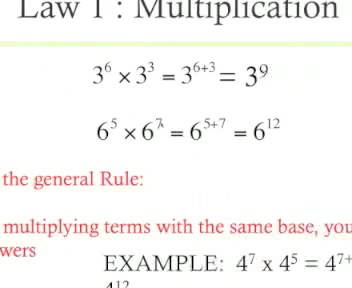 Law 1 : Multiplication
3⁶ × 3³ = 3⁶⁺³ = 3⁹
6⁵ × 6⁷ = 6⁵⁺⁷ = 6¹²
the general Rule:
multiplying terms with the same base, you
wers
EXAMPLE: 4⁷ x 4⁵ = 4⁷⁺
4¹²